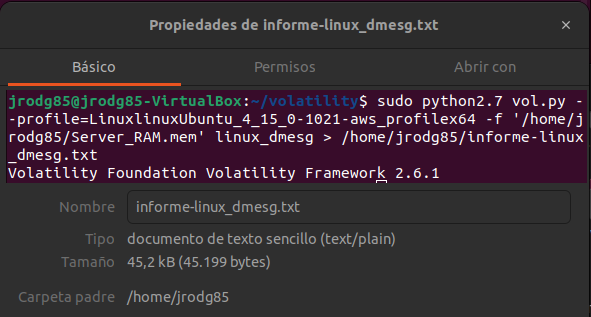 Propiedades de informe-linux_dmesg.txt
×
Básico Permisos Abrir con
jrodg85@jrodg85-VirtualBox:~/volatility$ sudo python2.7 vol.py -
-profile=LinuxlinuxUbuntu_4_15_0-1021-aws_profilex64 -f '/home/j
rodg85/Server_RAM.mem' linux_dmesg > /home/jrodg85/informe-linux
_dmesg.txt
Volatility Foundation Volatility Framework 2.6.1
Nombre informe-linux_dmesg.txt
Tipo documento de texto sencillo (text/plain)
Tamaño 45,2 kB (45.199 bytes)
Carpeta padre /home/jrodg85